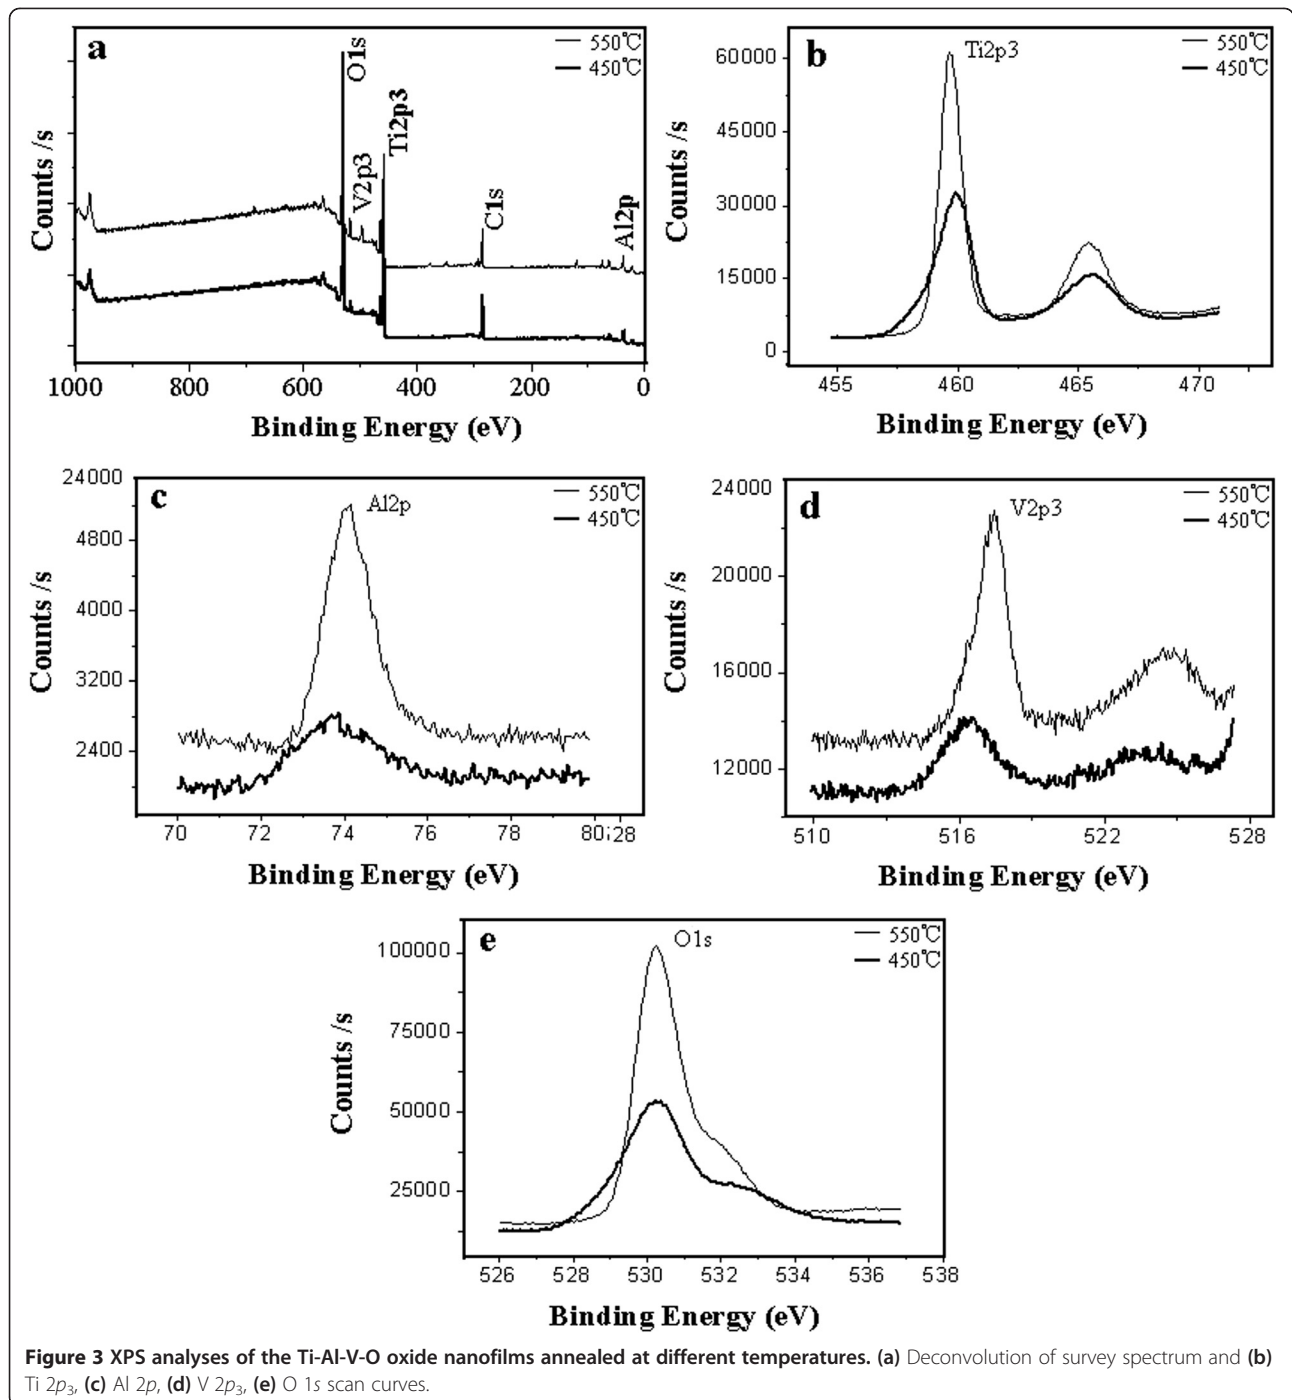 a
550℃
450℃
O1s
V2p3
Ti2p3
C1s
Al2p
Counts /s
1000 800 600 400 200 0
Binding Energy (eV)
b
Ti2p3
550℃
450℃
60000
45000
30000
15000
0
Counts /s
455 460 465 470
Binding Energy (eV)
c
Al2p
550℃
450℃
24000
4800
4000
3200
2400
Counts /s
70 72 74 76 78 80:28
Binding Energy (eV)
d
V2p3
550℃
450℃
24000
20000
16000
12000
Counts /s
510 516 522 528
Binding Energy (eV)
e
O1s
550℃
450℃
100000
75000
50000
25000
Counts /s
526 528 530 532 534 536 538
Binding Energy (eV)
Figure 3 XPS analyses of the Ti-Al-V-O oxide nanofilms annealed at different temperatures. (a) Deconvolution of survey spectrum and (b)
Ti 2p₃, (c) Al 2p, (d) V 2p₃, (e) O 1s scan curves.